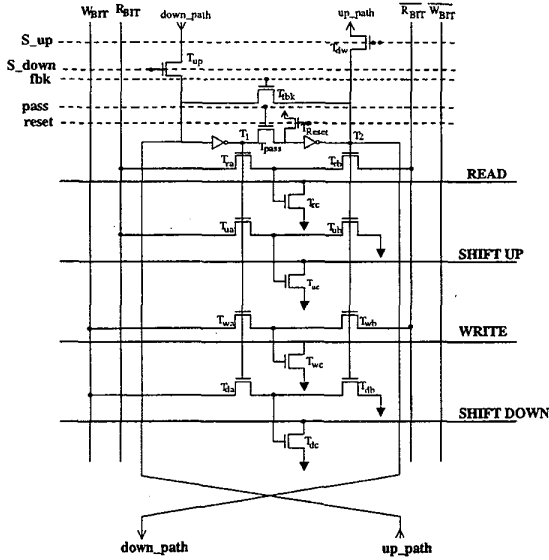 W_BIT R_BIT down_path up_path R_BIT W_BIT
S_up
T_up T_dw
S_down
fbk
T_fbk
pass
reset
T_Reset
T_1 T_2
T_pass
T_ra T_rb
READ
T_rc
T_ua T_ub
SHIFT UP
T_uc
T_wa T_wb
WRITE
T_wc
T_da T_db
SHIFT DOWN
T_dc
down_path up_path